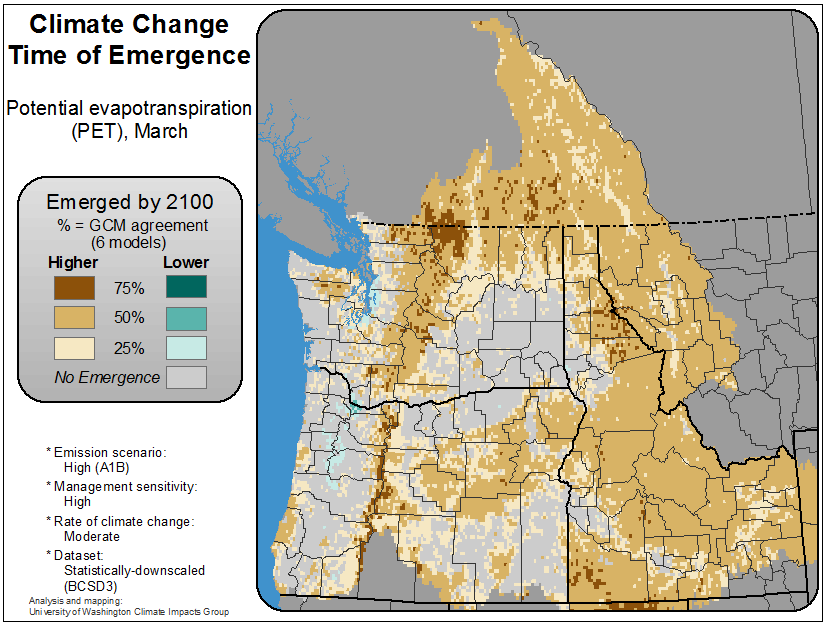 Climate Change
Time of Emergence
Potential evapotranspiration
(PET), March
Emerged by 2100
% = GCM agreement
(6 models)
Higher Lower
75%
50%
25%
No Emergence
* Emission scenario:
High (A1B)
* Management sensitivity:
High
* Rate of climate change:
Moderate
* Dataset:
Statistically-downscaled
(BCSD3)
Analysis and mapping:
University of Washington Climate Impacts Group